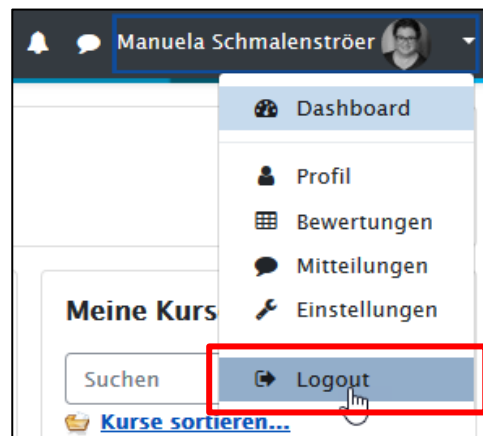 Manuela Schmalenströer
Dashboard
Profil
Bewertungen
Mitteilungen
Meine Kurs
Einstellungen
Suchen
Logout
Kurse sortieren...